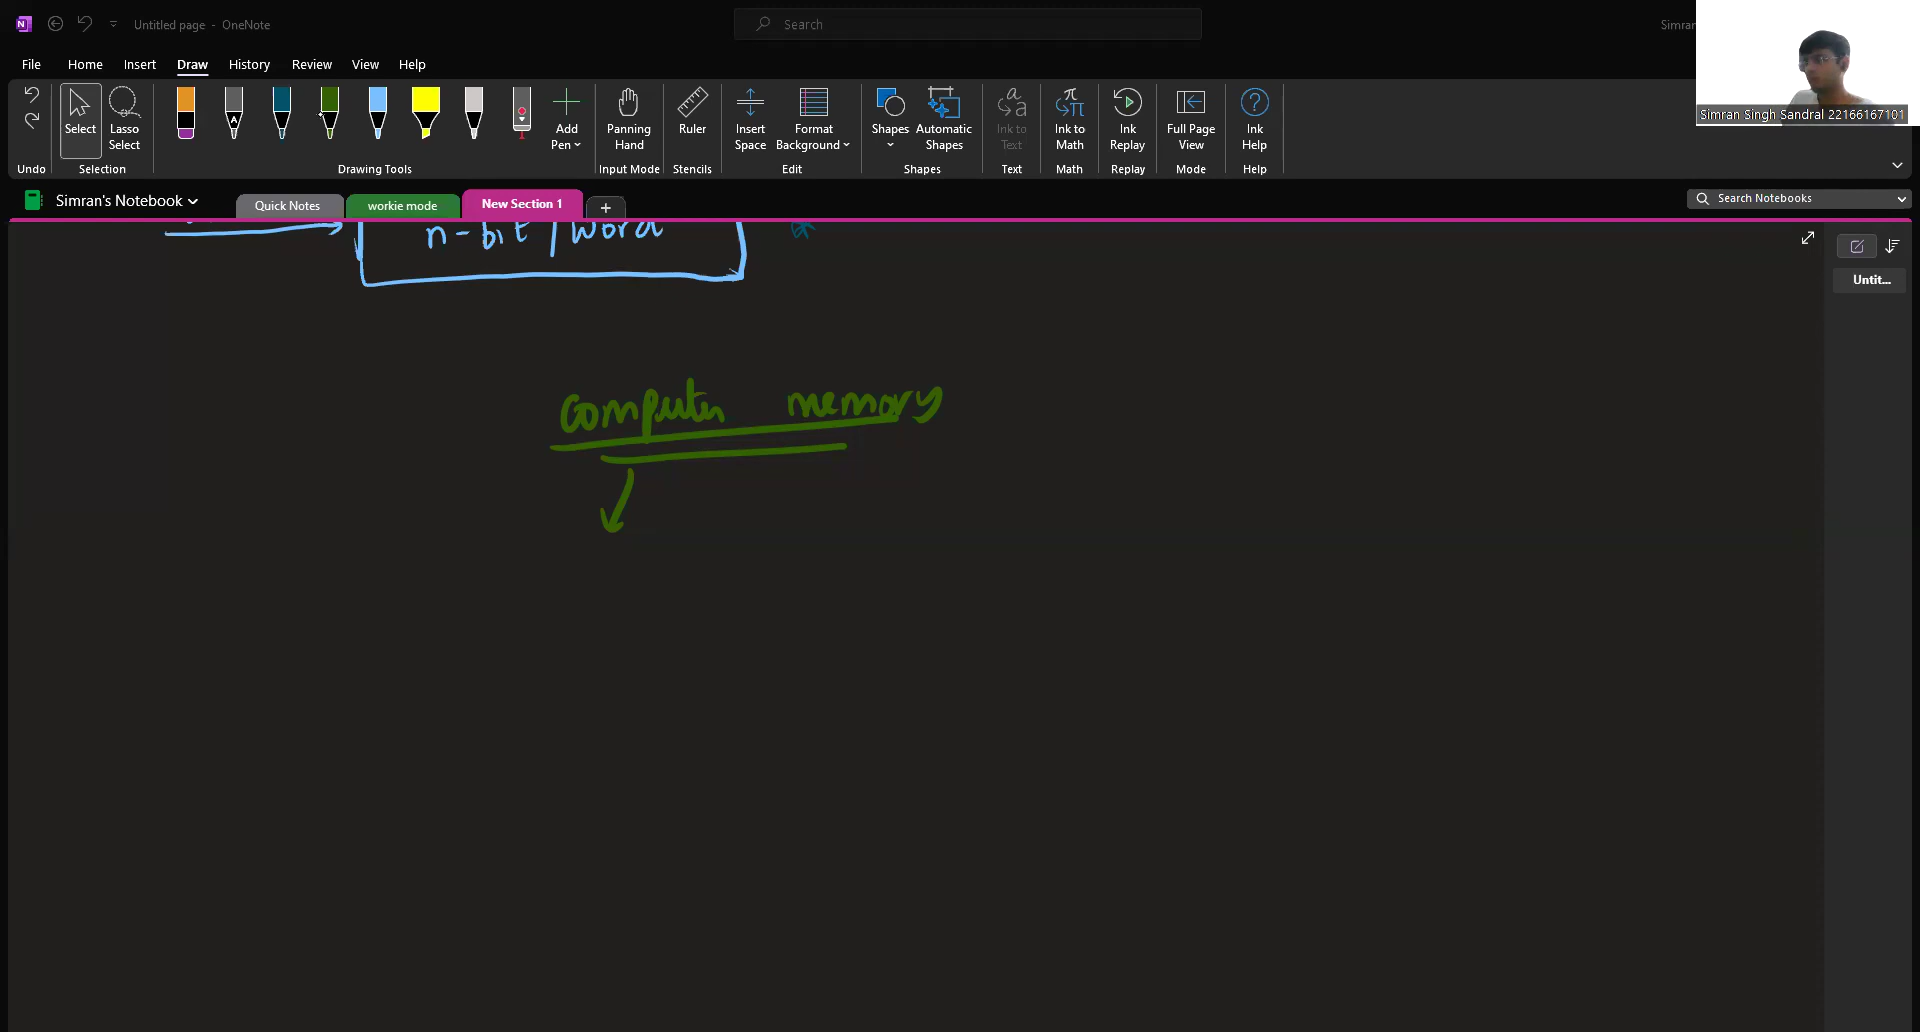 Untitled page - OneNote
Search
Simran
Simran Singh Sandral 22166167101
File Home Insert Draw History Review View Help
Select
Lasso Select
Add Pen
Panning Hand
Ruler
Insert Space
Format Background
Shapes
Automatic Shapes
Ink to Text
Ink to Math
Ink Replay
Full Page View
Ink Help
Undo Selection Drawing Tools Input Mode Stencils Edit Shapes Text Math Replay Mode Help
Simran's Notebook Quick Notes workie mode New Section 1 + Search Notebooks
n-bit / word
Untit...
computer memory